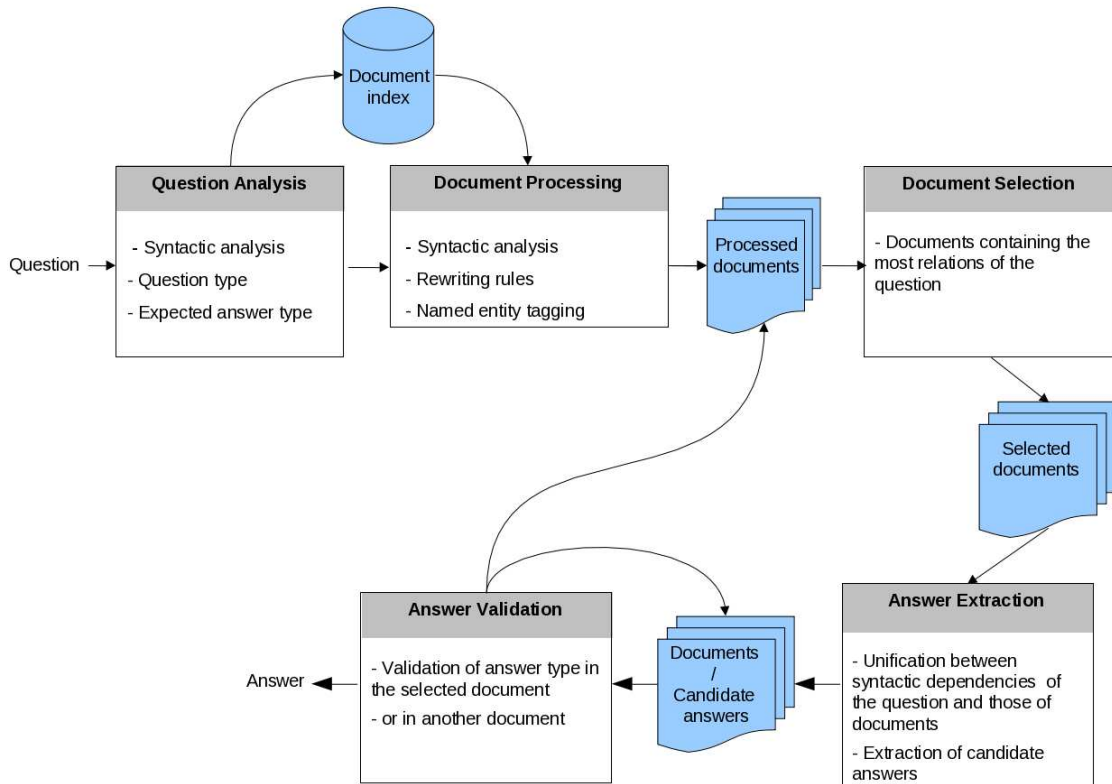 Document
index
Question Analysis
Document Processing
Document Selection
Question
- Syntactic analysis
- Question type
- Expected answer type
- Syntactic analysis
- Rewriting rules
- Named entity tagging
Processed
documents
- Documents containing the
most relations of the
question
Selected
documents
Answer Validation
Answer Extraction
Answer
- Validation of answer type in
the selected document
- or in another document
Documents
/
Candidate
answers
- Unification between
syntactic dependencies of
the question and those of
documents
- Extraction of candidate
answers